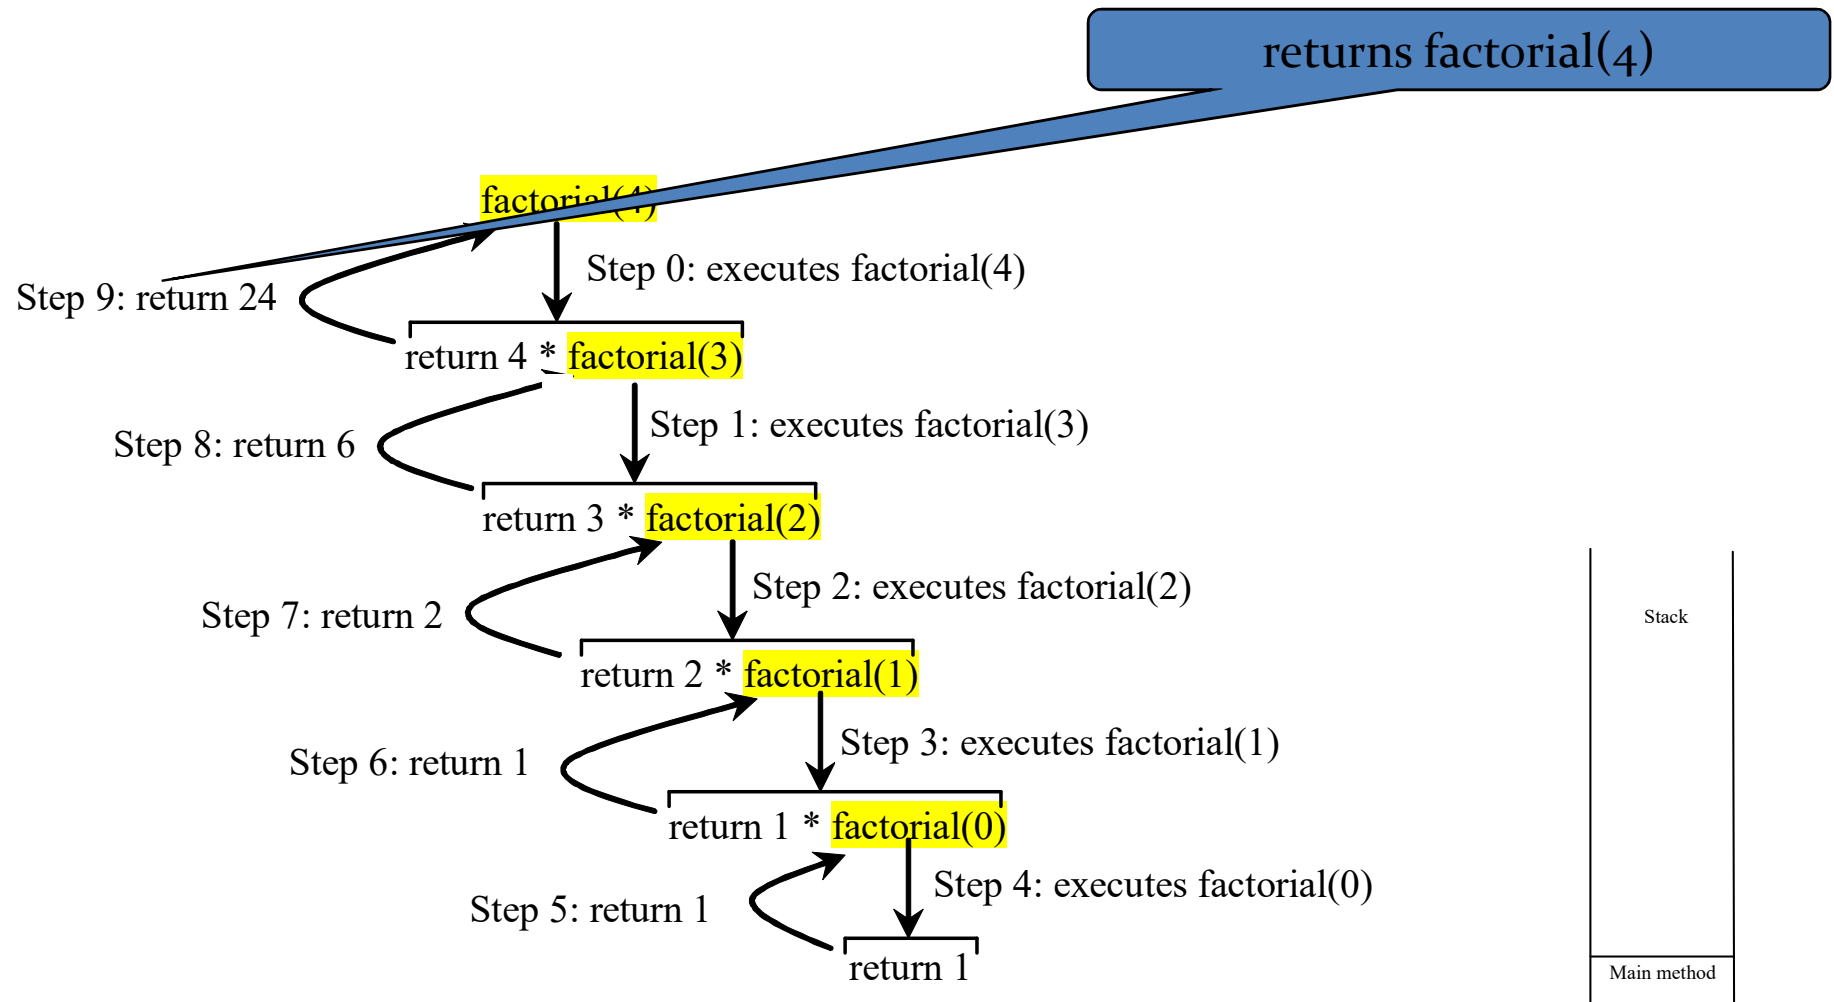 returns factorial(4)
factorial(4)
Step 0: executes factorial(4)
Step 9: return 24
return 4 * factorial(3)
Step 1: executes factorial(3)
Step 8: return 6
return 3 * factorial(2)
Step 2: executes factorial(2)
Step 7: return 2
Stack
return 2 * factorial(1)
Step 3: executes factorial(1)
Step 6: return 1
return 1 * factorial(0)
Step 4: executes factorial(0)
Step 5: return 1
return 1
Main method